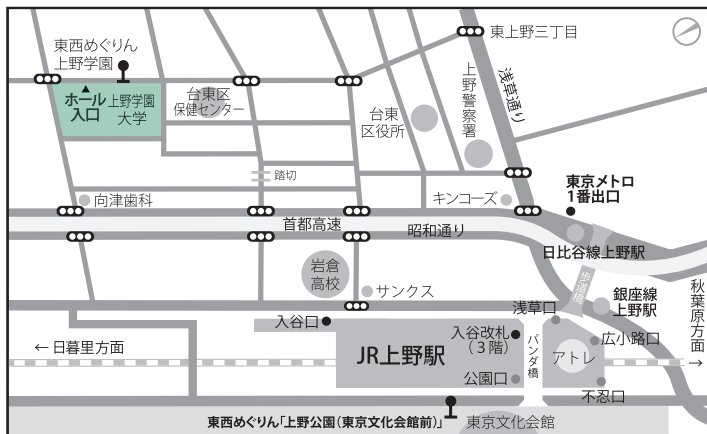 東西めぐりん
上野学園
東上野三丁目
ホール
入口
上野学園
大学
台東区
保健センター
台東
区役所
上野警察署
浅草通り
踏切
向津歯科
キンコーズ
東京メトロ
1番出口
首都高速
昭和通り
日比谷線上野駅
岩倉
高校
サンクス
歩道橋
銀座線
上野駅
秋葉原方面
→
入谷口
浅草口
入谷改札
（3階）
パンダ橋
広小路口
アトレ
← 日暮里方面
JR上野駅
公園口
不忍口
東西めぐりん「上野公園（東京文化会館前）」
東京文化会館